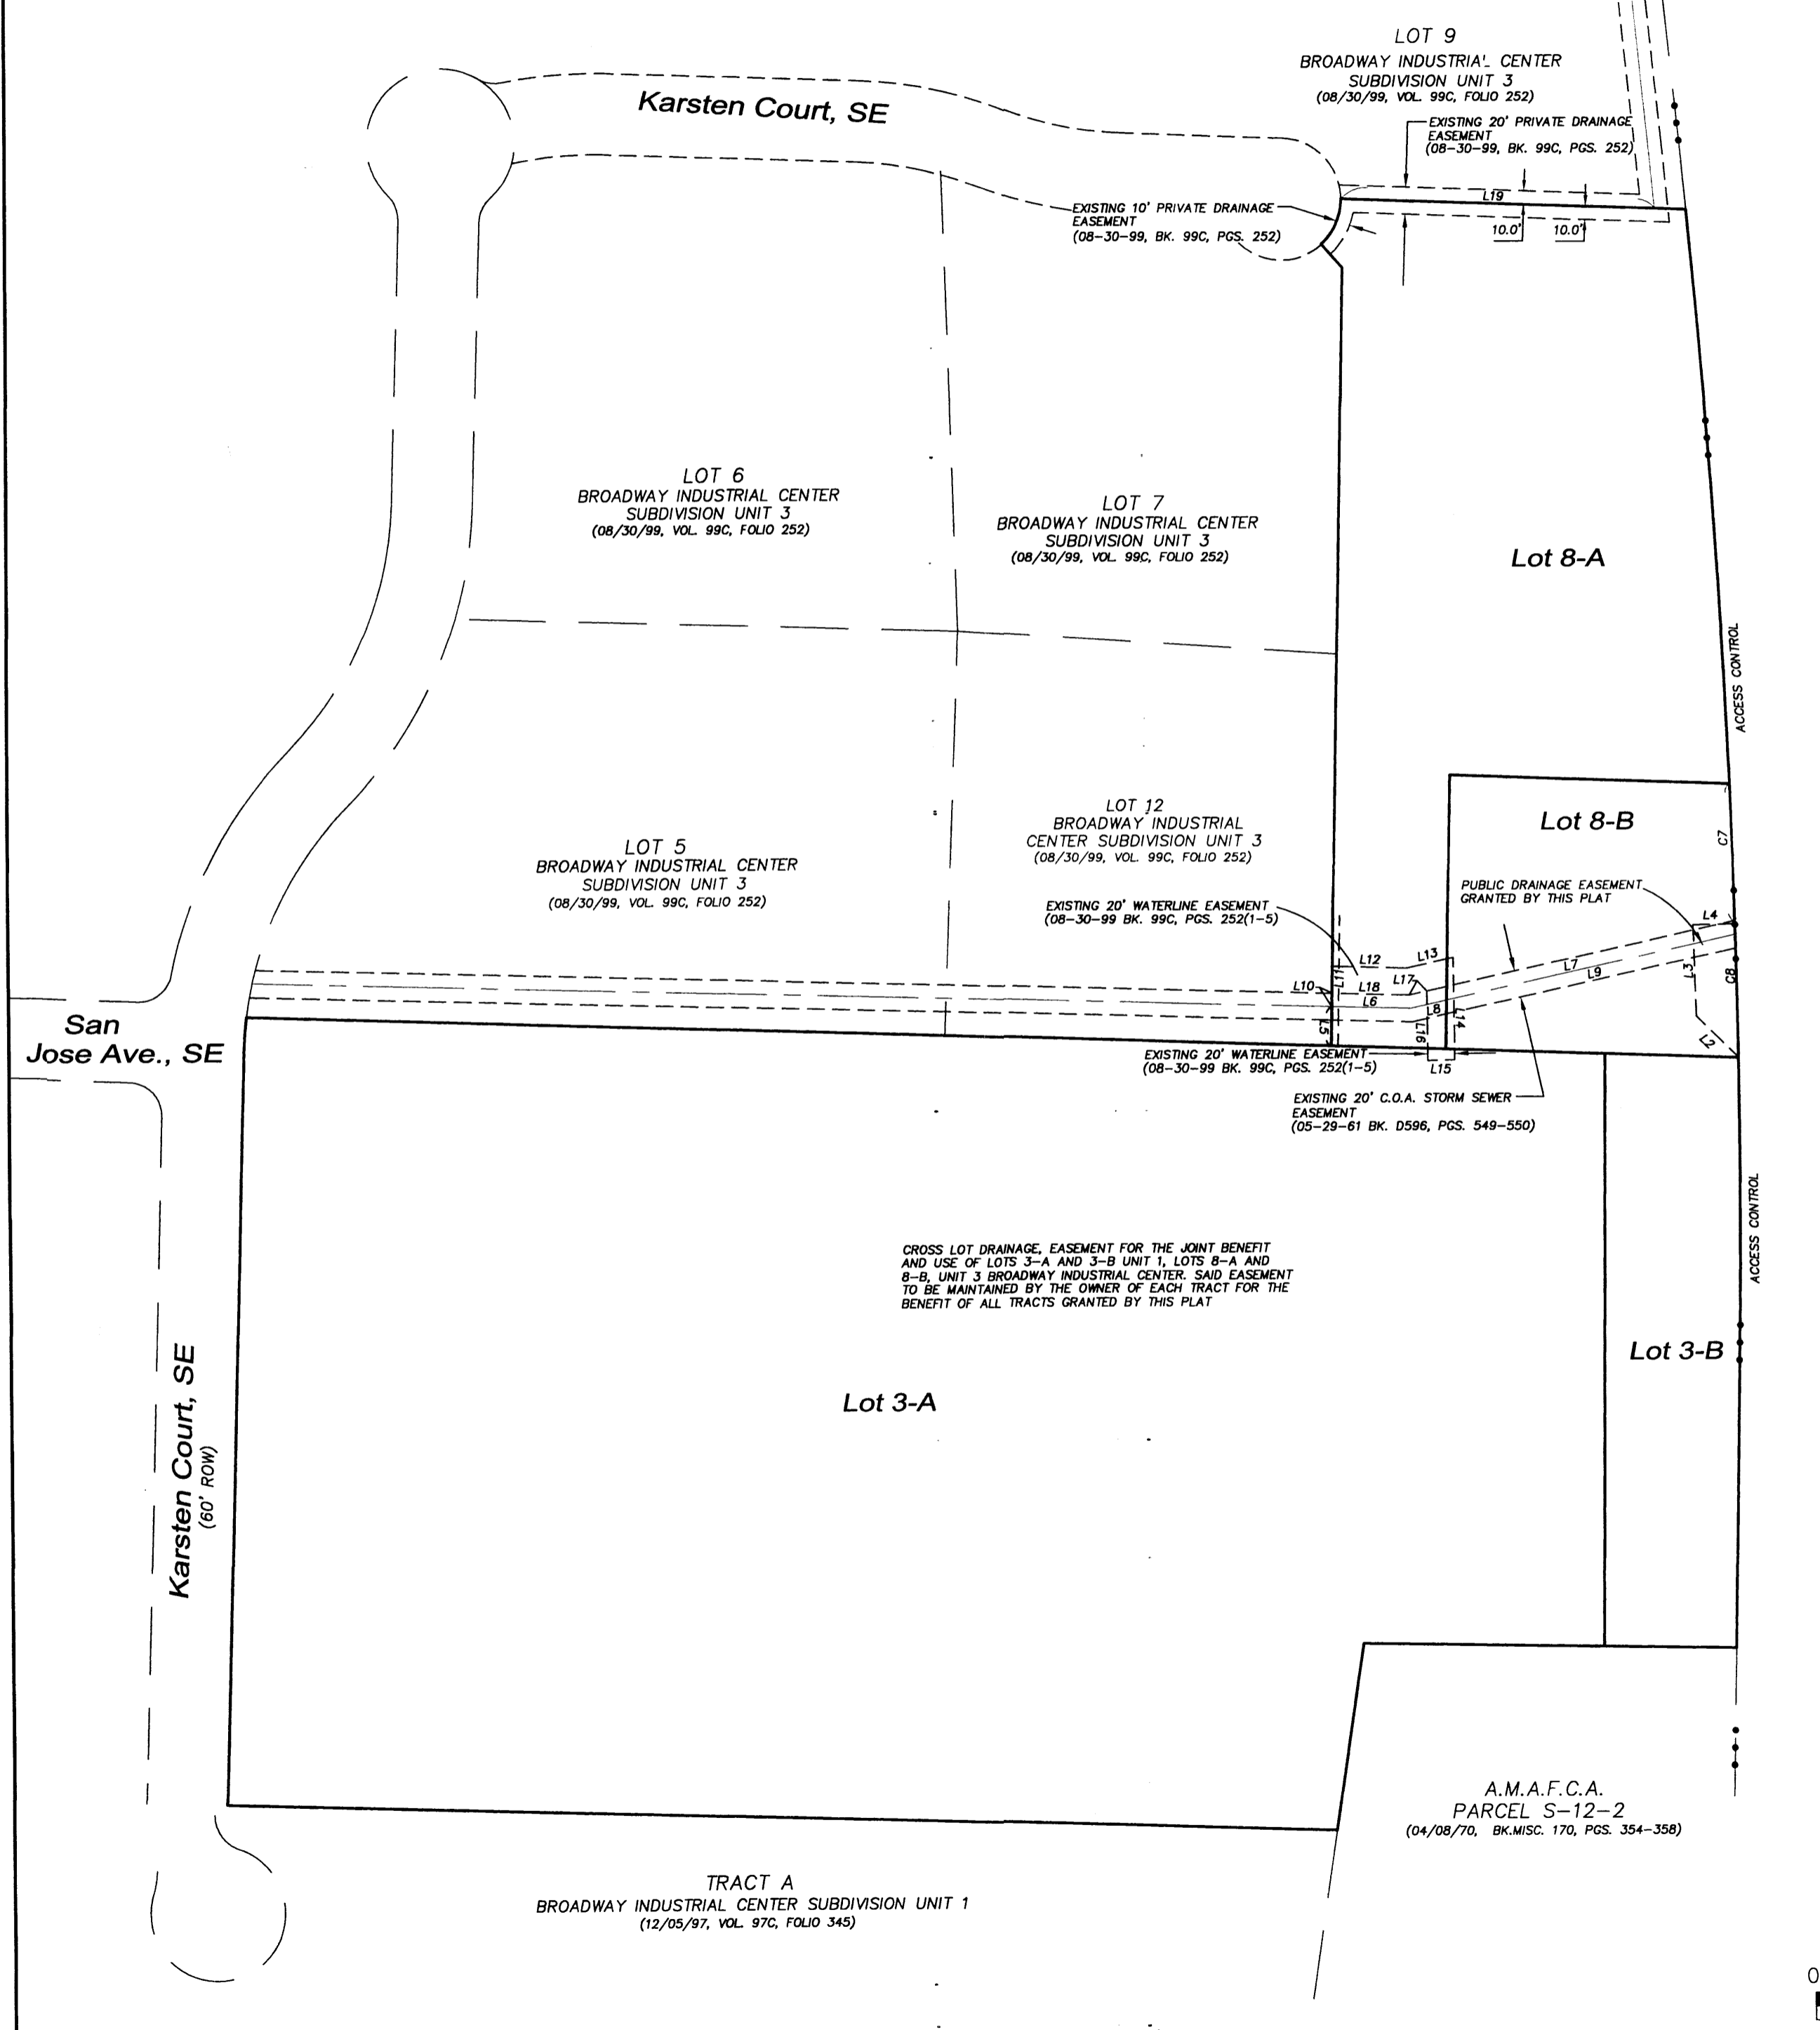 LOT 9
BROADWAY INDUSTRIAL CENTER
SUBDIVISION UNIT 3
(08/30/99, VOL. 99C, FOLIO 252)
Karsten Court, SE
EXISTING 20' PRIVATE DRAINAGE
EASEMENT
(08-30-99, BK. 99C, PGS. 252)
L19
10.0'
10.0'
EXISTING 10' PRIVATE DRAINAGE
EASEMENT
(08-30-99, BK. 99C, PGS. 252)
LOT 6
BROADWAY INDUSTRIAL CENTER
SUBDIVISION UNIT 3
(08/30/99, VOL. 99C, FOLIO 252)
LOT 7
BROADWAY INDUSTRIAL CENTER
SUBDIVISION UNIT 3
(08/30/99, VOL. 99C, FOLIO 252)
Lot 8-A
ACCESS CONTROL
LOT 5
BROADWAY INDUSTRIAL CENTER
SUBDIVISION UNIT 3
(08/30/99, VOL. 99C, FOLIO 252)
LOT 12
BROADWAY INDUSTRIAL
CENTER SUBDIVISION UNIT 3
(08/30/99, VOL. 99C, FOLIO 252)
Lot 8-B
C7
PUBLIC DRAINAGE EASEMENT
GRANTED BY THIS PLAT
EXISTING 20' WATERLINE EASEMENT
(08-30-99 BK. 99C, PGS. 252(1-5)
L4
L12
L13
L11
L17
L10
L18
L6
L8
L7
L9
L3
C8
L5
L16
L14
L2
San
Jose Ave., SE
EXISTING 20' WATERLINE EASEMENT
(08-30-99 BK. 99C, PGS. 252(1-5)
L15
EXISTING 20' C.O.A. STORM SEWER
EASEMENT
(05-29-61 BK. D596, PGS. 549-550)
ACCESS CONTROL
CROSS LOT DRAINAGE, EASEMENT FOR THE JOINT BENEFIT
AND USE OF LOTS 3-A AND 3-B UNIT 1, LOTS 8-A AND
8-B, UNIT 3 BROADWAY INDUSTRIAL CENTER. SAID EASEMENT
TO BE MAINTAINED BY THE OWNER OF EACH TRACT FOR THE
BENEFIT OF ALL TRACTS GRANTED BY THIS PLAT
Lot 3-B
Lot 3-A
Karsten Court, SE
(60' ROW)
A.M.A.F.C.A.
PARCEL S-12-2
(04/08/70, BK.MISC. 170, PGS. 354-358)
TRACT A
BROADWAY INDUSTRIAL CENTER SUBDIVISION UNIT 1
(12/05/97, VOL. 97C, FOLIO 345)
0